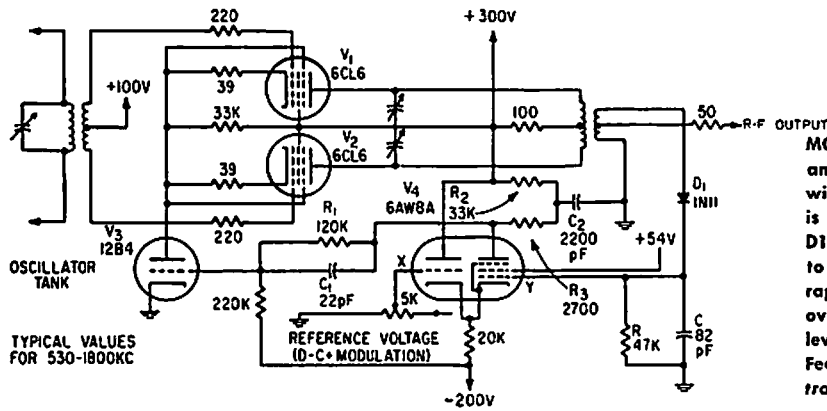 220
V1
6CL6
+300V
+100V
39
33K
100
50
R-F OUTPUT
V2
6CL6
39
V4
6AW8A
R2
33K
D1
1N11
220
V3
12B4
R1
120K
C2
2200
pF
+54V
OSCILLATOR
TANK
X
Y
C1
22pF
R3
2700
220K
5K
REFERENCE VOLTAGE
(D-C+MODULATION)
20K
R
47K
C
82
pF
TYPICAL VALUES
FOR 530-1800KC
-200V
an
wi
is
D1
to
rap
ov
lev
Fe
tra